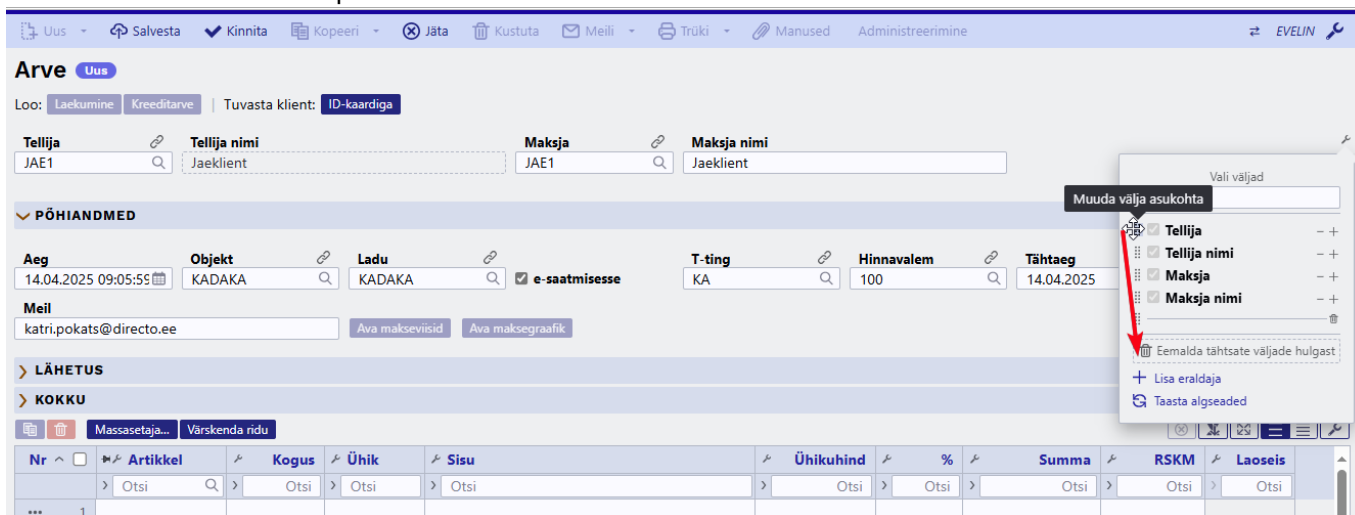 Uus Salvesta Kinnita Kopeeri Jäta Kustuta Meili Trüki Manused Administreerimine EVELIN
Arve Uus
Loo: Laekumine Kreeditarve | Tuvasta klient: ID-kaardiga
Tellija Tellija nimi Maksja Maksja nimi
JAE1 Jaeklient JAE1 Jaeklient
Vali väljad
Muuda välja asukohta
PÕHIANDMED
Tellija
Tellija nimi
Maksja
Maksja nimi
Eemalda tähtsate väljade hulgast
Lisa eraldaja
Taasta algseaded
Aeg Objekt Ladu T-ting Hinnavalem Tähtaeg
14.04.2025 09:05:59 KADAKA KADAKA e-saatmisesse KA 100 14.04.2025
Meil
katri.pokats@directo.ee Ava makseviisid Ava maksegraafik
LÄHETUS
KOKKU
Massasetaja... Värskenda ridu
Nr Artikkel Kogus Ühik Sisu Ühikuhind % Summa RSKM Laoseis
Otsi Otsi Otsi Otsi Otsi Otsi Otsi Otsi Otsi
1